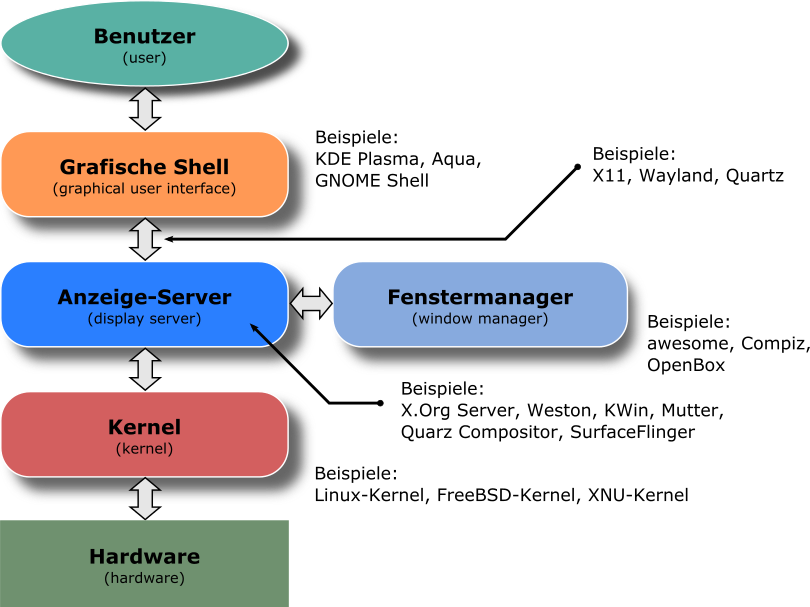 Benutzer
(user)
Grafische Shell
(graphical user interface)
Beispiele:
KDE Plasma, Aqua,
GNOME Shell
Beispiele:
X11, Wayland, Quartz
Anzeige-Server
(display server)
Fenstermanager
(window manager)
Beispiele:
awesome, Compiz,
OpenBox
Beispiele:
X.Org Server, Weston, KWin, Mutter,
Quarz Compositor, SurfaceFlinger
Kernel
(kernel)
Beispiele:
Linux-Kernel, FreeBSD-Kernel, XNU-Kernel
Hardware
(hardware)